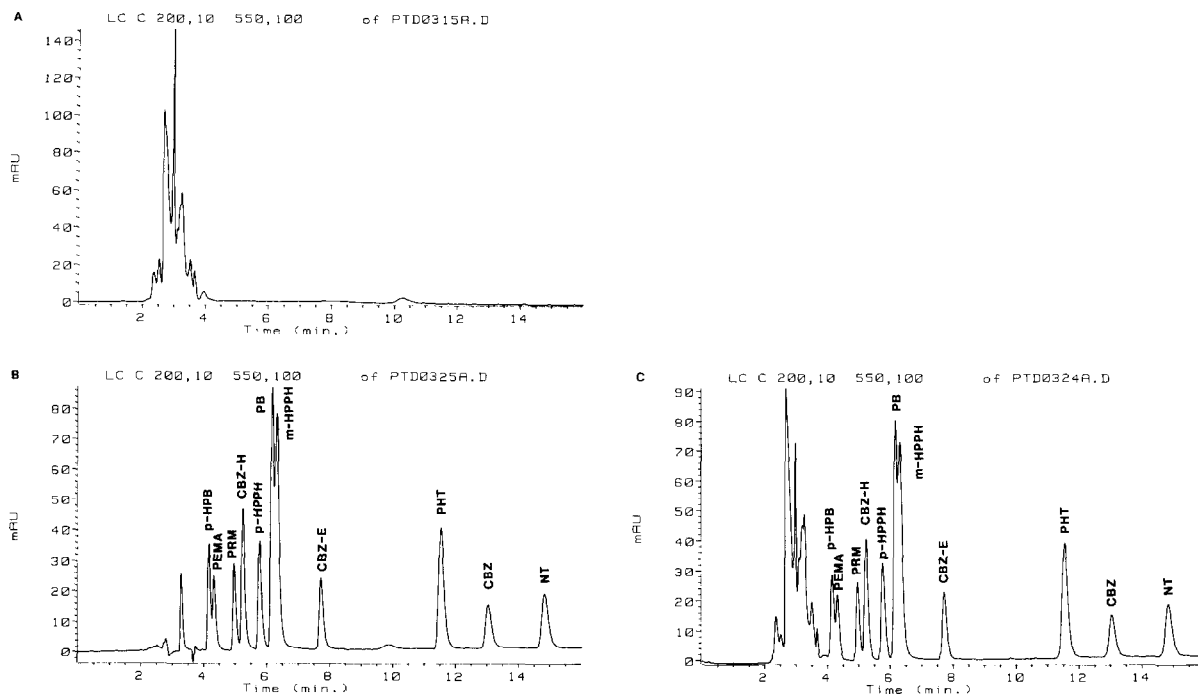 A
LC C 200,10 550,100 of PTD0315A.D
140
120
100
80
60
40
20
0
mAU
2 4 6 8 10 12 14
Time (min.)
B
LC C 200,10 550,100 of PTD0325A.D
80
70
60
50
40
30
20
10
0
mAU
p-HPB
PEMA
PRM
CBZ-H
p-HPPH
PB
m-HPPH
CBZ-E
PHT
CBZ
NT
2 4 6 8 10 12 14
Time (min.)
C
LC C 200,10 550,100 of PTD0324A.D
90
80
70
60
50
40
30
20
10
0
mAU
p-HPB
PEMA
PRM
CBZ-H
p-HPPH
PB
m-HPPH
CBZ-E
PHT
CBZ
NT
2 4 6 8 10 12 14
Time (min.)